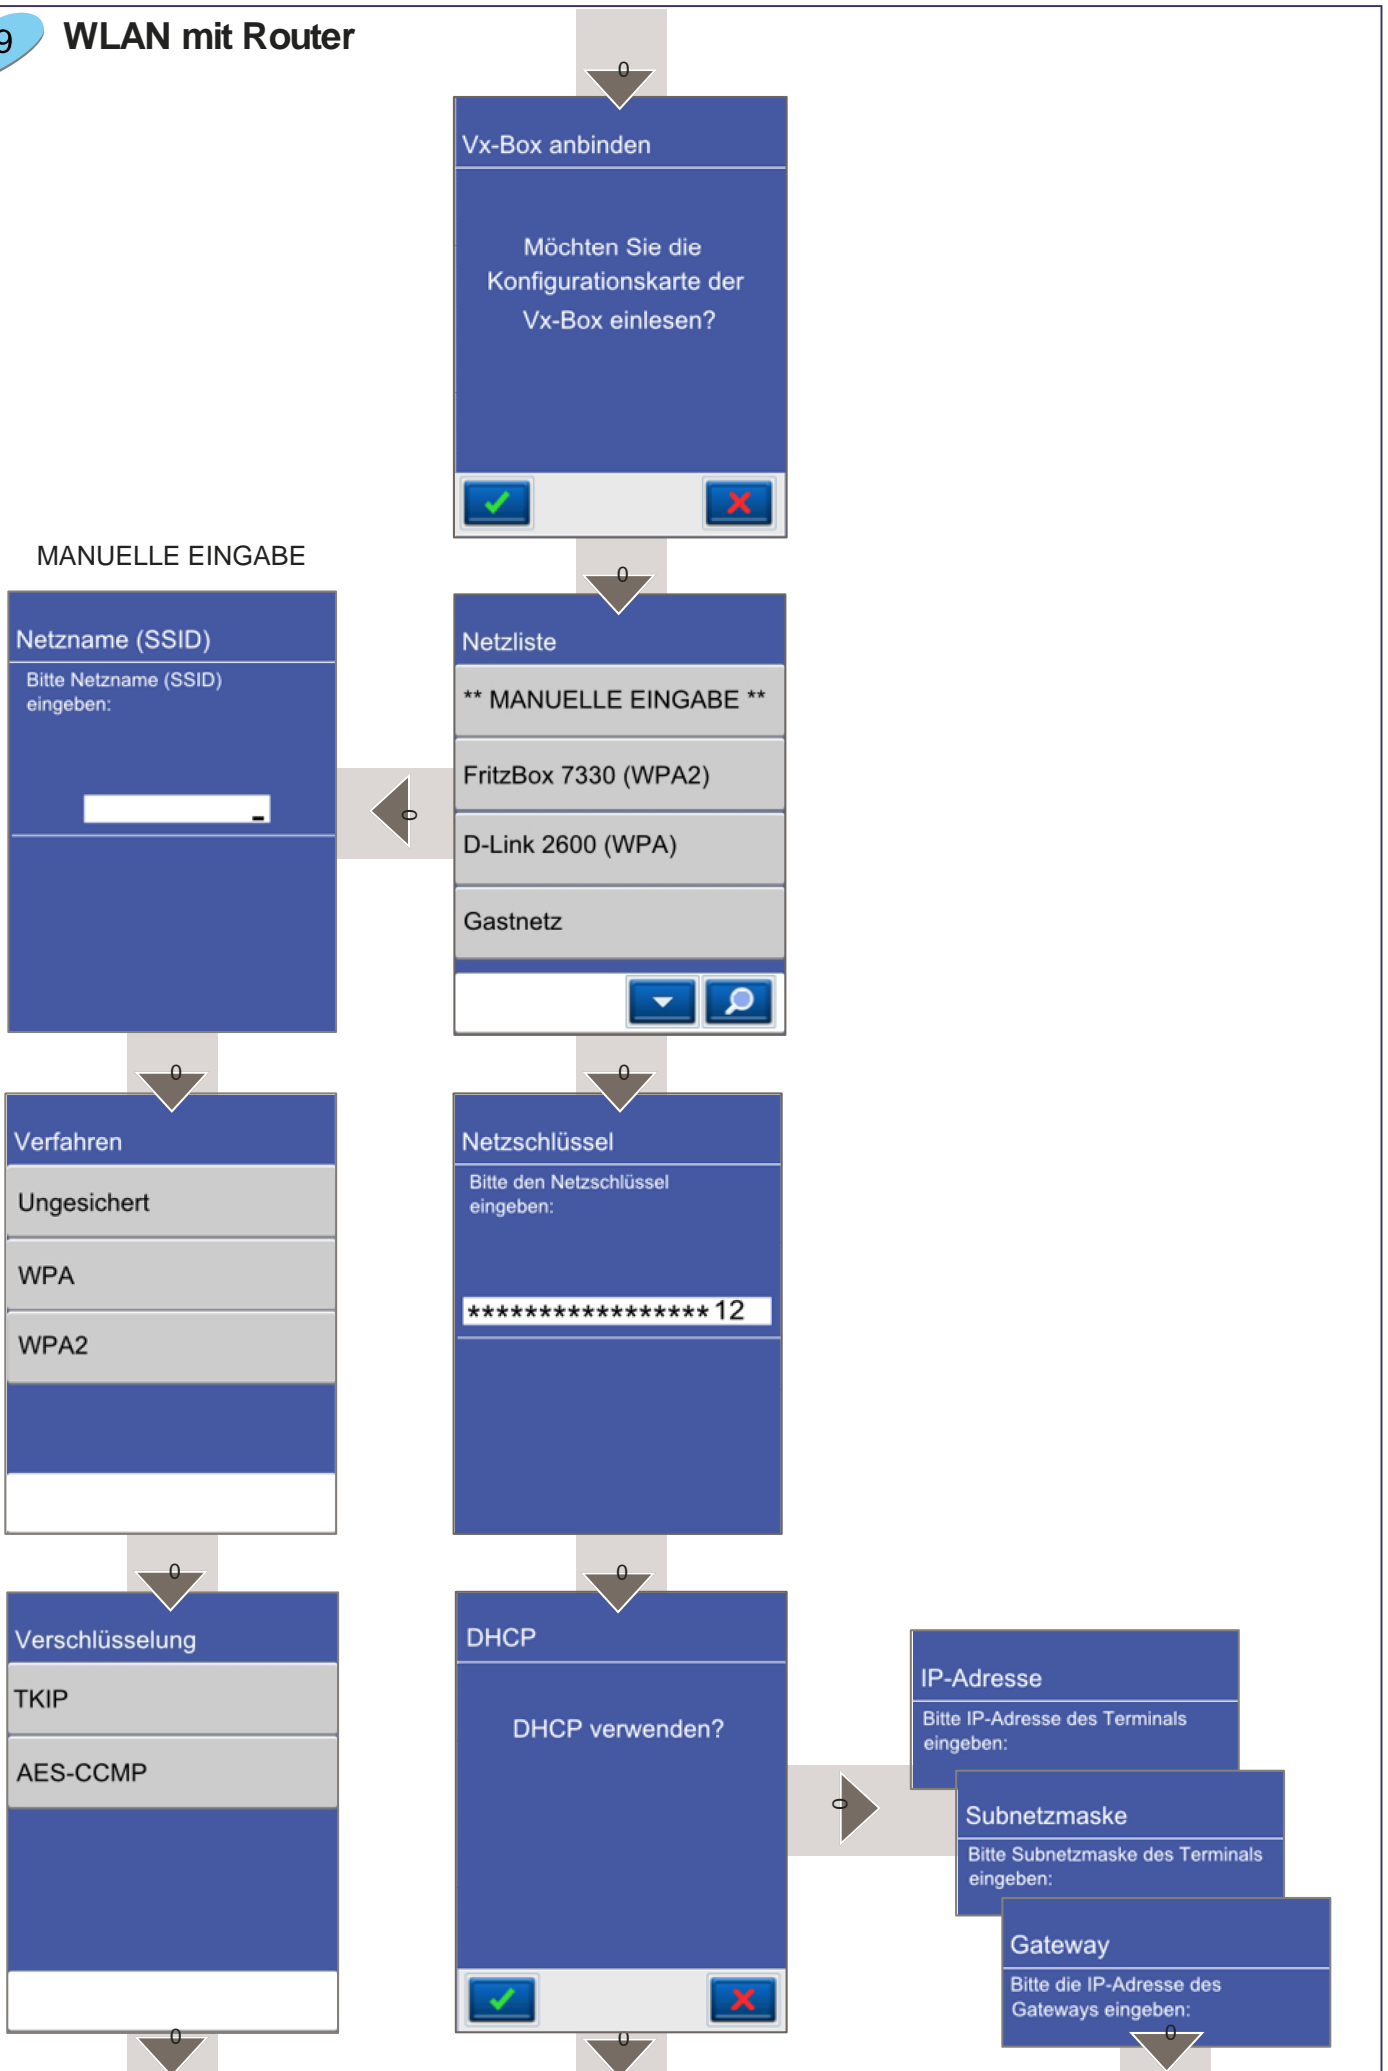 9
WLAN mit Router
0
Vx-Box anbinden
Möchten Sie die
Konfigurationskarte der
Vx-Box einlesen?
0
MANUELLE EINGABE
Netzname (SSID)
Bitte Netzname (SSID)
eingeben:
_
0
Netzliste
** MANUELLE EINGABE **
FritzBox 7330 (WPA2)
D-Link 2600 (WPA)
Gastnetz
0
Verfahren
Ungesichert
WPA
WPA2
0
Netzschlüssel
Bitte den Netzschlüssel
eingeben:
*****************12
0
Verschlüsselung
TKIP
AES-CCMP
0
0
DHCP
DHCP verwenden?
0
0
IP-Adresse
Bitte IP-Adresse des Terminals
eingeben:
Subnetzmaske
Bitte Subnetzmaske des Terminals
eingeben:
Gateway
Bitte die IP-Adresse des
Gateways eingeben:
0